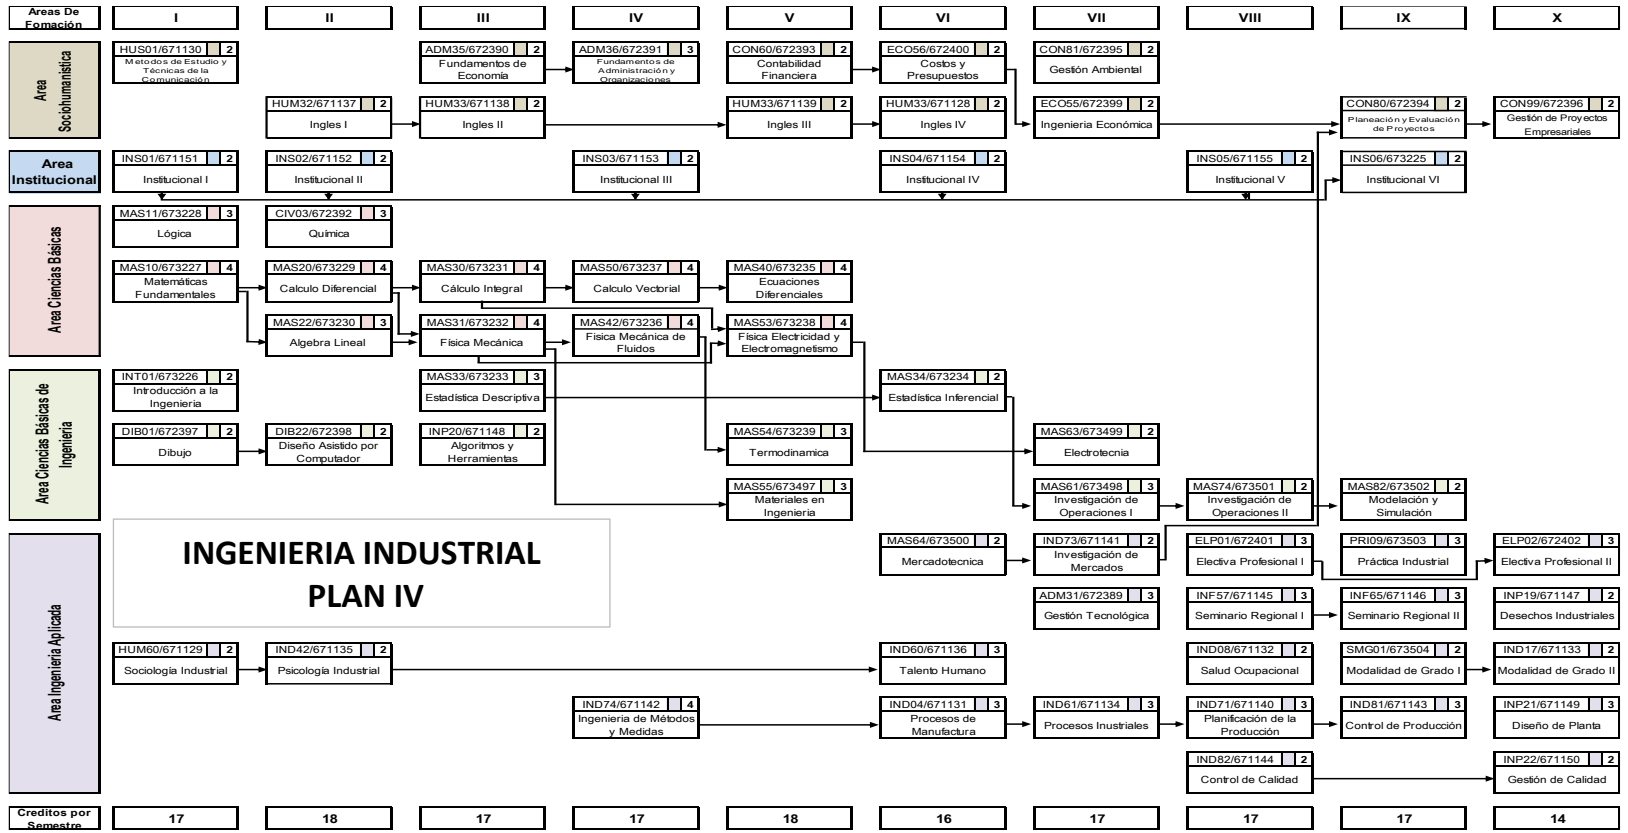 Areas De
Fomación
I
II
III
IV
V
VI
VII
VIII
IX
X
Area
Sociohumanística
HUS01/671130 2
Metodos de Estudio y
Técnicas de la
Comunicación
ADM35/672390 2
Fundamentos de
Economía
ADM36/672391 3
Fundamentos de
Administración y
Organizaciones
CON60/672393 2
Contabilidad
Financiera
ECO56/672400 2
Costos y
Presupuestos
CON81/672395 2
Gestión Ambiental
HUM32/671137 2
Ingles I
HUM33/671138 2
Ingles II
HUM33/671139 2
Ingles III
HUM33/671128 2
Ingles IV
ECO55/672399 2
Ingenieria Económica
CON80/672394 2
Planeación y Evaluación
de Proyectos
CON99/672396 2
Gestión de Proyectos
Empresariales
Area
Institucional
INS01/671151 2
Institucional I
INS02/671152 2
Institucional II
INS03/671153 2
Institucional III
INS04/671154 2
Institucional IV
INS05/671155 2
Institucional V
INS06/673225 2
Institucional VI
Area Ciencias Básicas
MAS11/673228 3
Lógica
CIV03/672392 3
Química
MAS10/673227 4
Matemáticas
Fundamentales
MAS20/673229 4
Calculo Diferencial
MAS30/673231 4
Cálculo Integral
MAS50/673237 4
Calculo Vectorial
MAS40/673235 4
Ecuaciones
Diferenciales
MAS22/673230 3
Algebra Lineal
MAS31/673232 4
Física Mecánica
MAS42/673236 4
Fisica Mecánica de
Fluidos
MAS53/673238 4
Física Electricidad y
Electromagnetismo
Area Ciencias Básicas de
Ingeniería
INT01/673226 2
Introducción a la
Ingenieria
MAS33/673233 3
Estadística Descriptiva
MAS34/673234 2
Estadística Inferencial
DIB01/672397 2
Dibujo
DIB22/672398 2
Diseño Asistido por
Computador
INP20/671148 2
Algoritmos y
Herramientas
MAS54/673239 3
Termodinamica
MAS63/673499 2
Electrotecnia
MAS55/673497 3
Materiales en
Ingenieria
MAS61/673498 3
Investigación de
Operaciones I
MAS74/673501 2
Investigación de
Operaciones II
MAS82/673502 2
Modelación y
Simulación
INGENIERIA INDUSTRIAL
PLAN IV
Area Ingeniería Aplicada
MAS64/673500 2
Mercadotecnica
IND73/671141 2
Investigación de
Mercados
ELP01/672401 3
Electiva Profesional I
PRI09/673503 3
Práctica Industrial
ELP02/672402 3
Electiva Profesional II
ADM31/672389 3
Gestión Tecnológica
INF57/671145 3
Seminario Regional I
INF65/671146 3
Seminario Regional II
INP19/671147 2
Desechos Industriales
HUM60/671129 2
Sociología Industrial
IND42/671135 2
Psicología Industrial
IND60/671136 3
Talento Humano
IND08/671132 2
Salud Ocupacional
SMG01/673504 2
Modalidad de Grado I
IND17/671133 2
Modalidad de Grado II
IND74/671142 4
Ingenieria de Métodos
y Medidas
IND04/671131 3
Procesos de
Manufactura
IND61/671134 3
Procesos Inustriales
IND71/671140 3
Planificación de la
Producción
IND81/671143 3
Control de Producción
INP21/671149 3
Diseño de Planta
IND82/671144 2
Control de Calidad
INP22/671150 2
Gestión de Calidad
Creditos por
Semestre
17
18
17
17
18
16
17
17
17
14